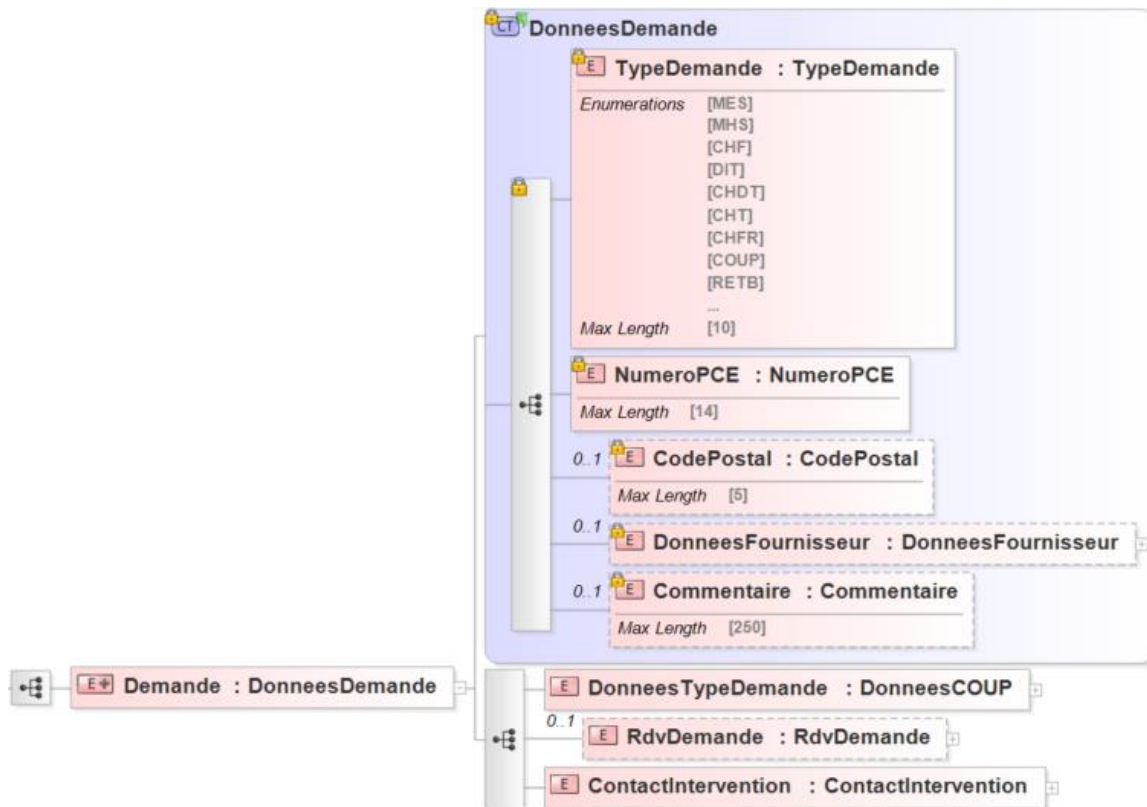 CT DonneesDemande
E TypeDemande : TypeDemande
Enumerations [MES]
[MHS]
[CHF]
[DIT]
[CHDT]
[CHT]
[CHFR]
[COUP]
[RETB]
...
Max Length [10]
E NumeroPCE : NumeroPCE
Max Length [14]
0..1 E CodePostal : CodePostal
Max Length [5]
0..1 E DonneesFournisseur : DonneesFournisseur
0..1 E Commentaire : Commentaire
Max Length [250]
E Demande : DonneesDemande
E DonneesTypeDemande : DonneesCOUP
0..1 E RdvDemande : RdvDemande
E ContactIntervention : ContactIntervention